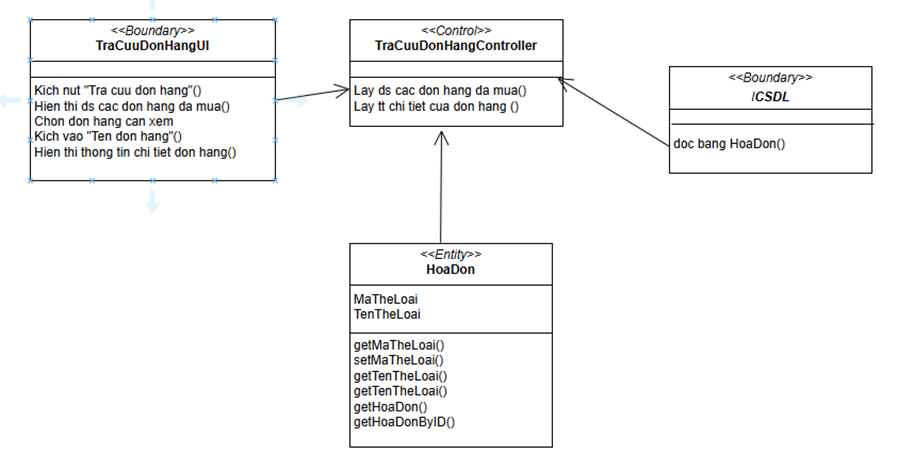 <<Boundary>>
TraCuuDonHangUI
Kich nut "Tra cuu don hang"()
Hien thi ds cac don hang da mua()
Chon don hang can xem
Kich vao "Ten don hang"()
Hien thi thong tin chi tiet don hang()
<<Control>>
TraCuuDonHangController
Lay ds cac don hang da mua()
Lay tt chi tiet cua don hang ()
<<Boundary>>
ICSDL
doc bang HoaDon()
<<Entity>>
HoaDon
MaTheLoai
TenTheLoai
getMaTheLoai()
setMaTheLoai()
getTenTheLoai()
getTenTheLoai()
getHoaDon()
getHoaDonByID()